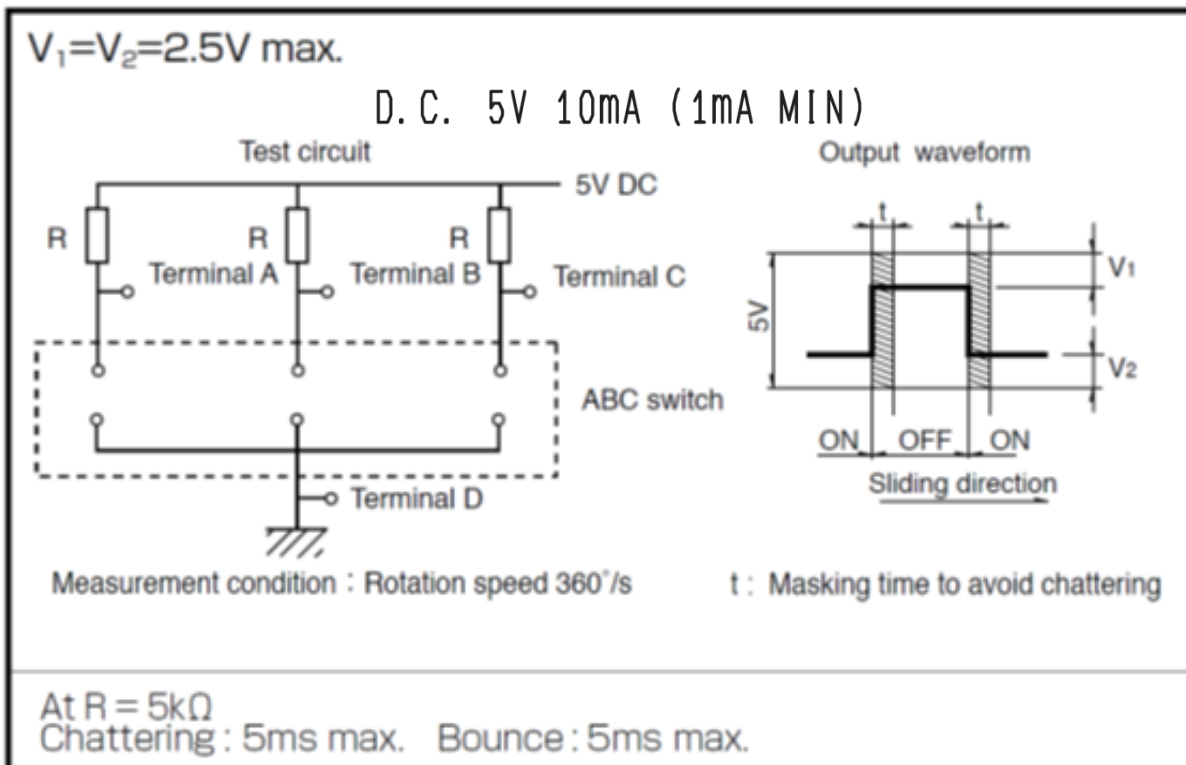 V₁=V₂=2.5V max.
D.C. 5V 10mA (1mA MIN)
Test circuit
Output waveform
5V DC
R
R
R
Terminal A
Terminal B
Terminal C
ABC switch
Terminal D
t
t
5V
V1
V2
ON
OFF
ON
Sliding direction
Measurement condition : Rotation speed 360°/s
t : Masking time to avoid chattering
At R = 5kΩ
Chattering : 5ms max. Bounce : 5ms max.